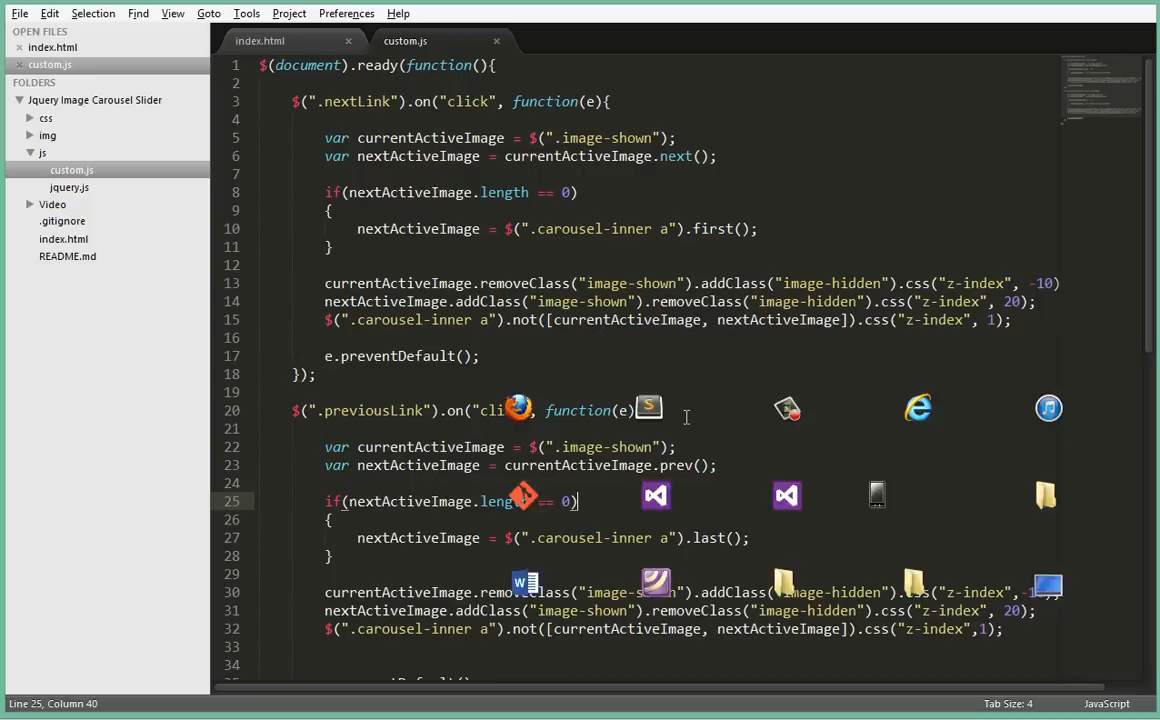 File Edit Selection Find View Goto Tools Project Preferences Help
OPEN FILES
index.html
custom.js
FOLDERS
Jquery Image Carousel Slider
css
img
js
custom.js
jquery.js
Video
.gitignore
index.html
README.md
index.html
custom.js
1 $(document).ready(function(){
2
3 $(".nextLink").on("click", function(e){
4
5 var currentActiveImage = $(".image-shown");
6 var nextActiveImage = currentActiveImage.next();
7
8 if(nextActiveImage.length == 0)
9 {
10 nextActiveImage = $(".carousel-inner a").first();
11 }
12
13 currentActiveImage.removeClass("image-shown").addClass("image-hidden").css("z-index", -10)
14 nextActiveImage.addClass("image-shown").removeClass("image-hidden").css("z-index", 20);
15 $(".carousel-inner a").not([currentActiveImage, nextActiveImage]).css("z-index", 1);
16
17 e.preventDefault();
18 });
19
20 $(".previousLink").on("cli , function(e)
21
22 var currentActiveImage = $(".image-shown");
23 var nextActiveImage = currentActiveImage.prev();
24
25 if(nextActiveImage.leng == 0)
26 {
27 nextActiveImage = $(".carousel-inner a").last();
28 }
29
30 .addClass("image-hidden")
31 nextActiveImage.addClass("image-shown").removeClass("image-hidden").css("z-index", 20);
32 $(".carousel-inner a").not([currentActiveImage, nextActiveImage]).css("z-index",1);
33
34
Line 25, Column 40
Tab Size: 4
JavaScript